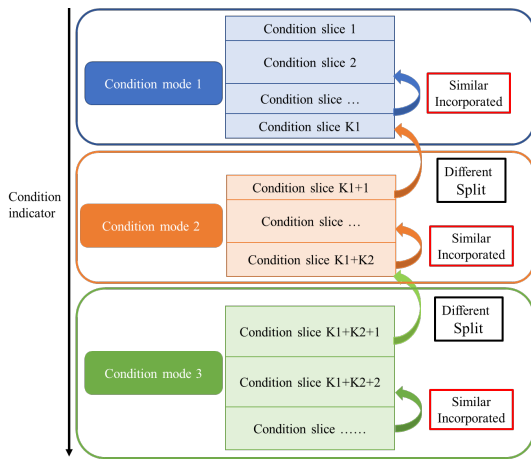 Condition indicator
Condition mode 1
Condition slice 1
Condition slice 2
Condition slice …
Condition slice K1
Similar
Incorporated
Different
Split
Condition mode 2
Condition slice K1+1
Condition slice …
Condition slice K1+K2
Similar
Incorporated
Different
Split
Condition mode 3
Condition slice K1+K2+1
Condition slice K1+K2+2
Condition slice ……
Similar
Incorporated